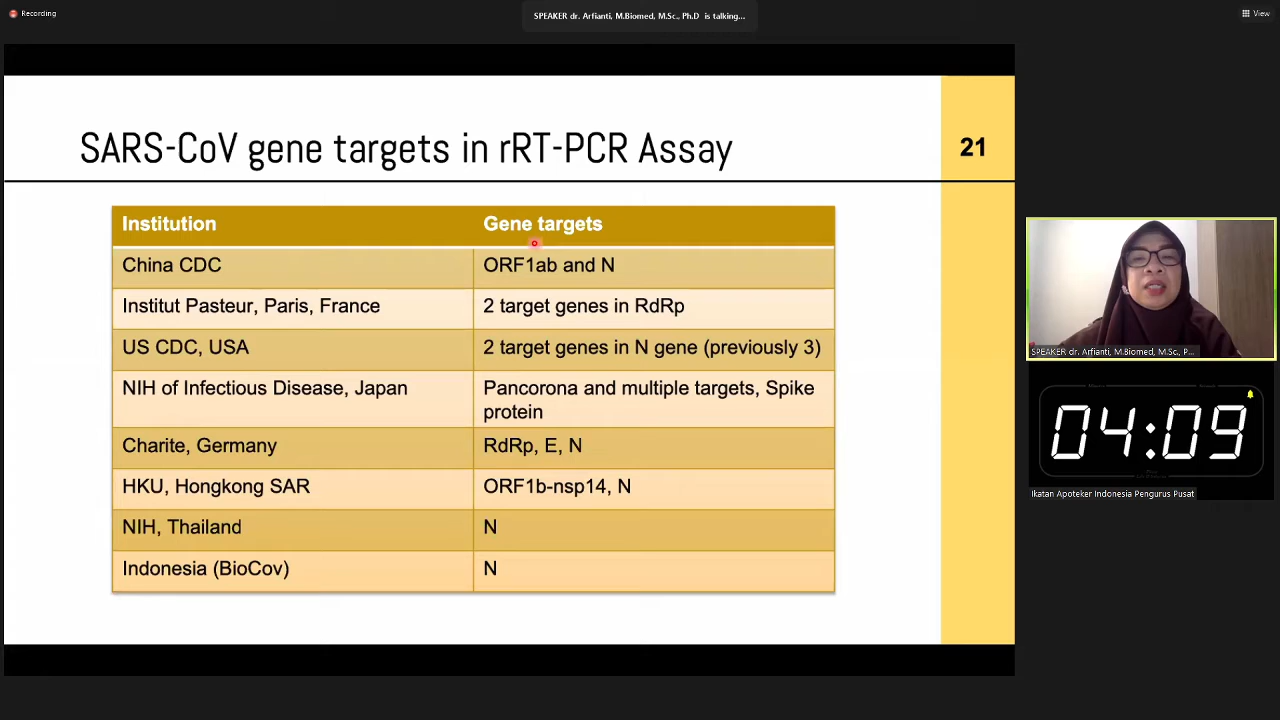 Recording
SPEAKER dr. Arfianti, M.Biomed, M.Sc., Ph.D is talking...
View
SARS-CoV gene targets in rRT-PCR Assay
21
Institution Gene targets
China CDC ORF1ab and N
Institut Pasteur, Paris, France 2 target genes in RdRp
US CDC, USA 2 target genes in N gene (previously 3)
NIH of Infectious Disease, Japan Pancorona and multiple targets, Spike
protein
Charite, Germany RdRp, E, N
HKU, Hongkong SAR ORF1b-nsp14, N
NIH, Thailand N
Indonesia (BioCov) N
SPEAKER dr. Arfianti, M.Biomed, M.Sc., P...
04:09
Ikatan Apoteker Indonesia Pengurus Pusat